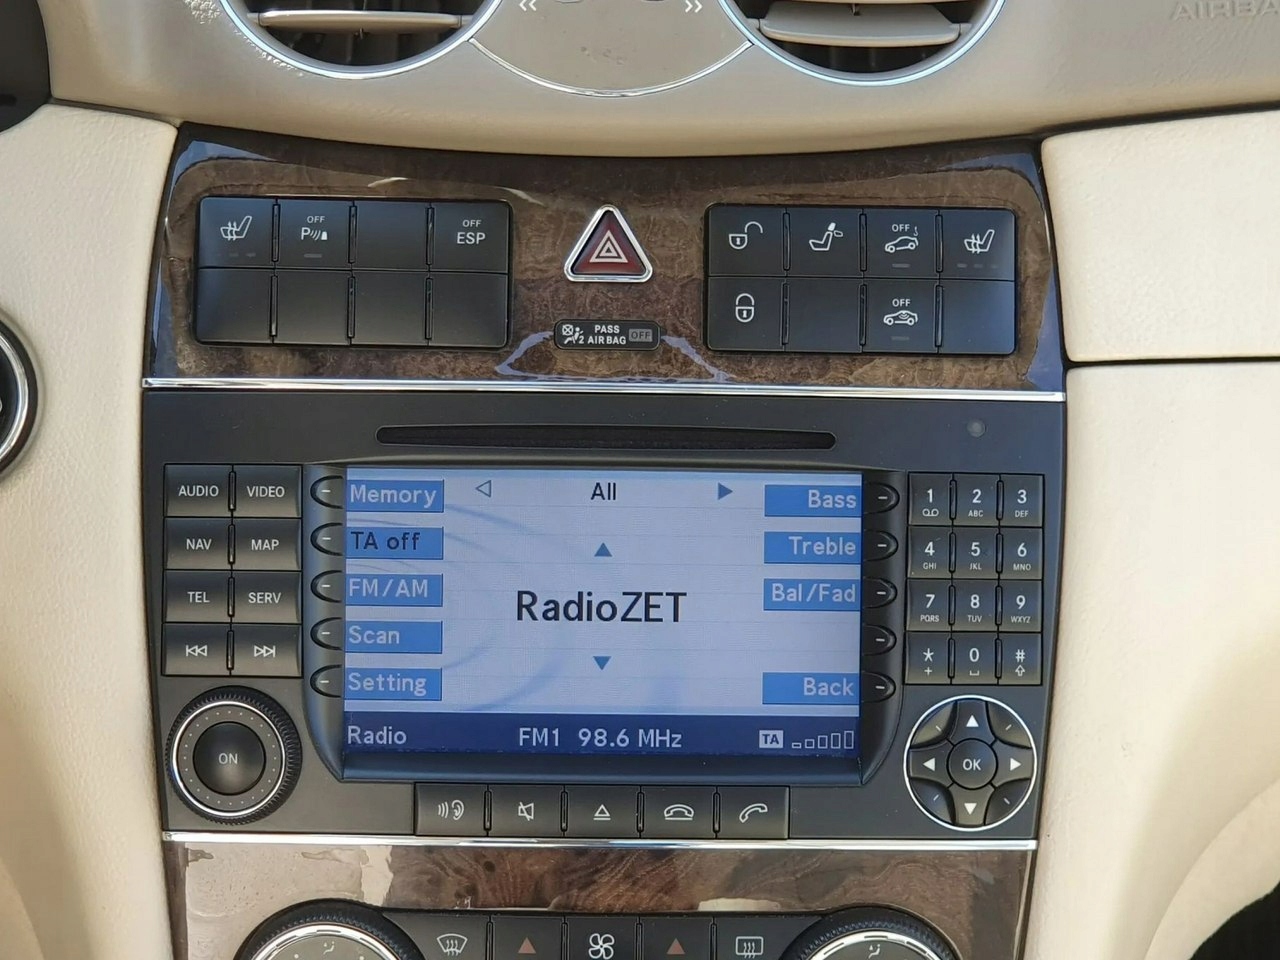 AIRBA
OFF
P
OFF
ESP
OFF
OFF
PASS
AIR BAG
OFF
2
AUDIO VIDEO
NAV MAP
TEL SERV
ON
Memory
TA off
FM/AM
Scan
Setting
All
RadioZET
Bass
Treble
Bal/Fad
Back
Radio FM1 98.6 MHz TA
1 2 3
ABC DEF
4 5 6
GHI JKL MNO
7 8 9
PQRS TUV WXYZ
* 0 #
+
OK